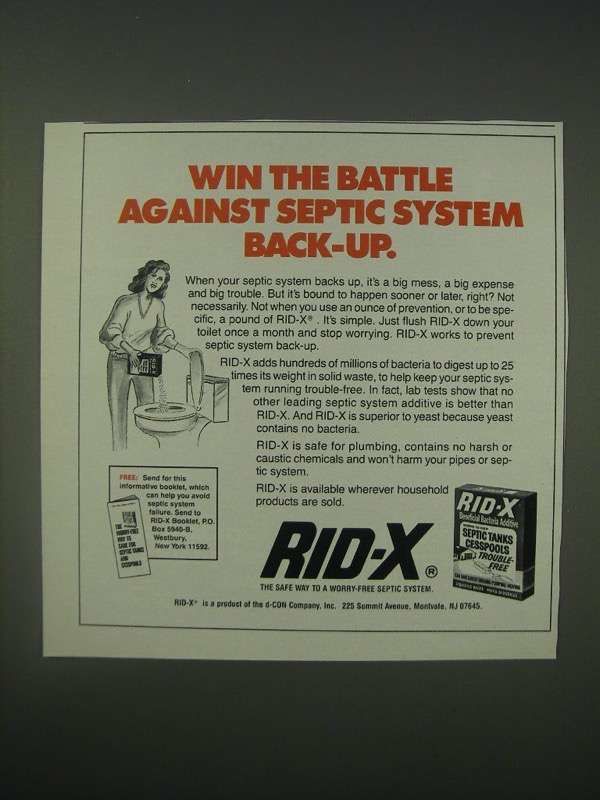 WIN THE BATTLE
AGAINST SEPTIC SYSTEM
BACK-UP.
When your septic system backs up, it's a big mess, a big expense
and big trouble. But it's bound to happen sooner or later, right? Not
necessarily. Not when you use an ounce of prevention, or to be spe-
cific, a pound of RID-X®. It's simple. Just flush RID-X down your
toilet once a month and stop worrying. RID-X works to prevent
septic system back-up.
RID-X adds hundreds of millions of bacteria to digest up to 25
times its weight in solid waste, to help keep your septic sys-
tem running trouble-free. In fact, lab tests show that no
other leading septic system additive is better than
RID-X. And RID-X is superior to yeast because yeast
contains no bacteria.
RID-X is safe for plumbing, contains no harsh or
caustic chemicals and won't harm your pipes or sep-
tic system.
RID-X is available wherever household
products are sold.
FREE: Send for this
informative booklet, which
can help you avoid
septic system
failure. Send to
RID-X Booklet, P.O.
Box 5940-B,
Westbury,
New York 11592.
THE
WORRY-FREE
WAY TO
CARE FOR
SEPTIC TANKS
AND
CESSPOOLS
RID-X®
THE SAFE WAY TO A WORRY-FREE SEPTIC SYSTEM.
RID-X
Beneficial Bacteria Additive
SEPTIC TANKS
CESSPOOLS
TROUBLE-
FREE
RID-X® is a product of the d-CON Company, Inc. 225 Summit Avenue, Montvale, NJ 07645.